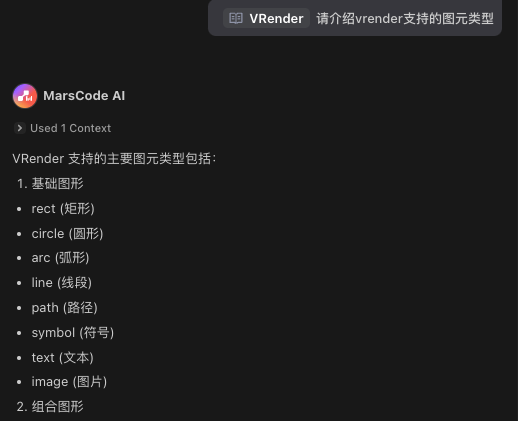 VRender 请介绍vrender支持的图元类型
MarsCode AI
Used 1 Context
VRender 支持的主要图元类型包括：
1. 基础图形
• rect (矩形)
• circle (圆形)
• arc (弧形)
• line (线段)
• path (路径)
• symbol (符号)
• text (文本)
• image (图片)
2. 组合图形